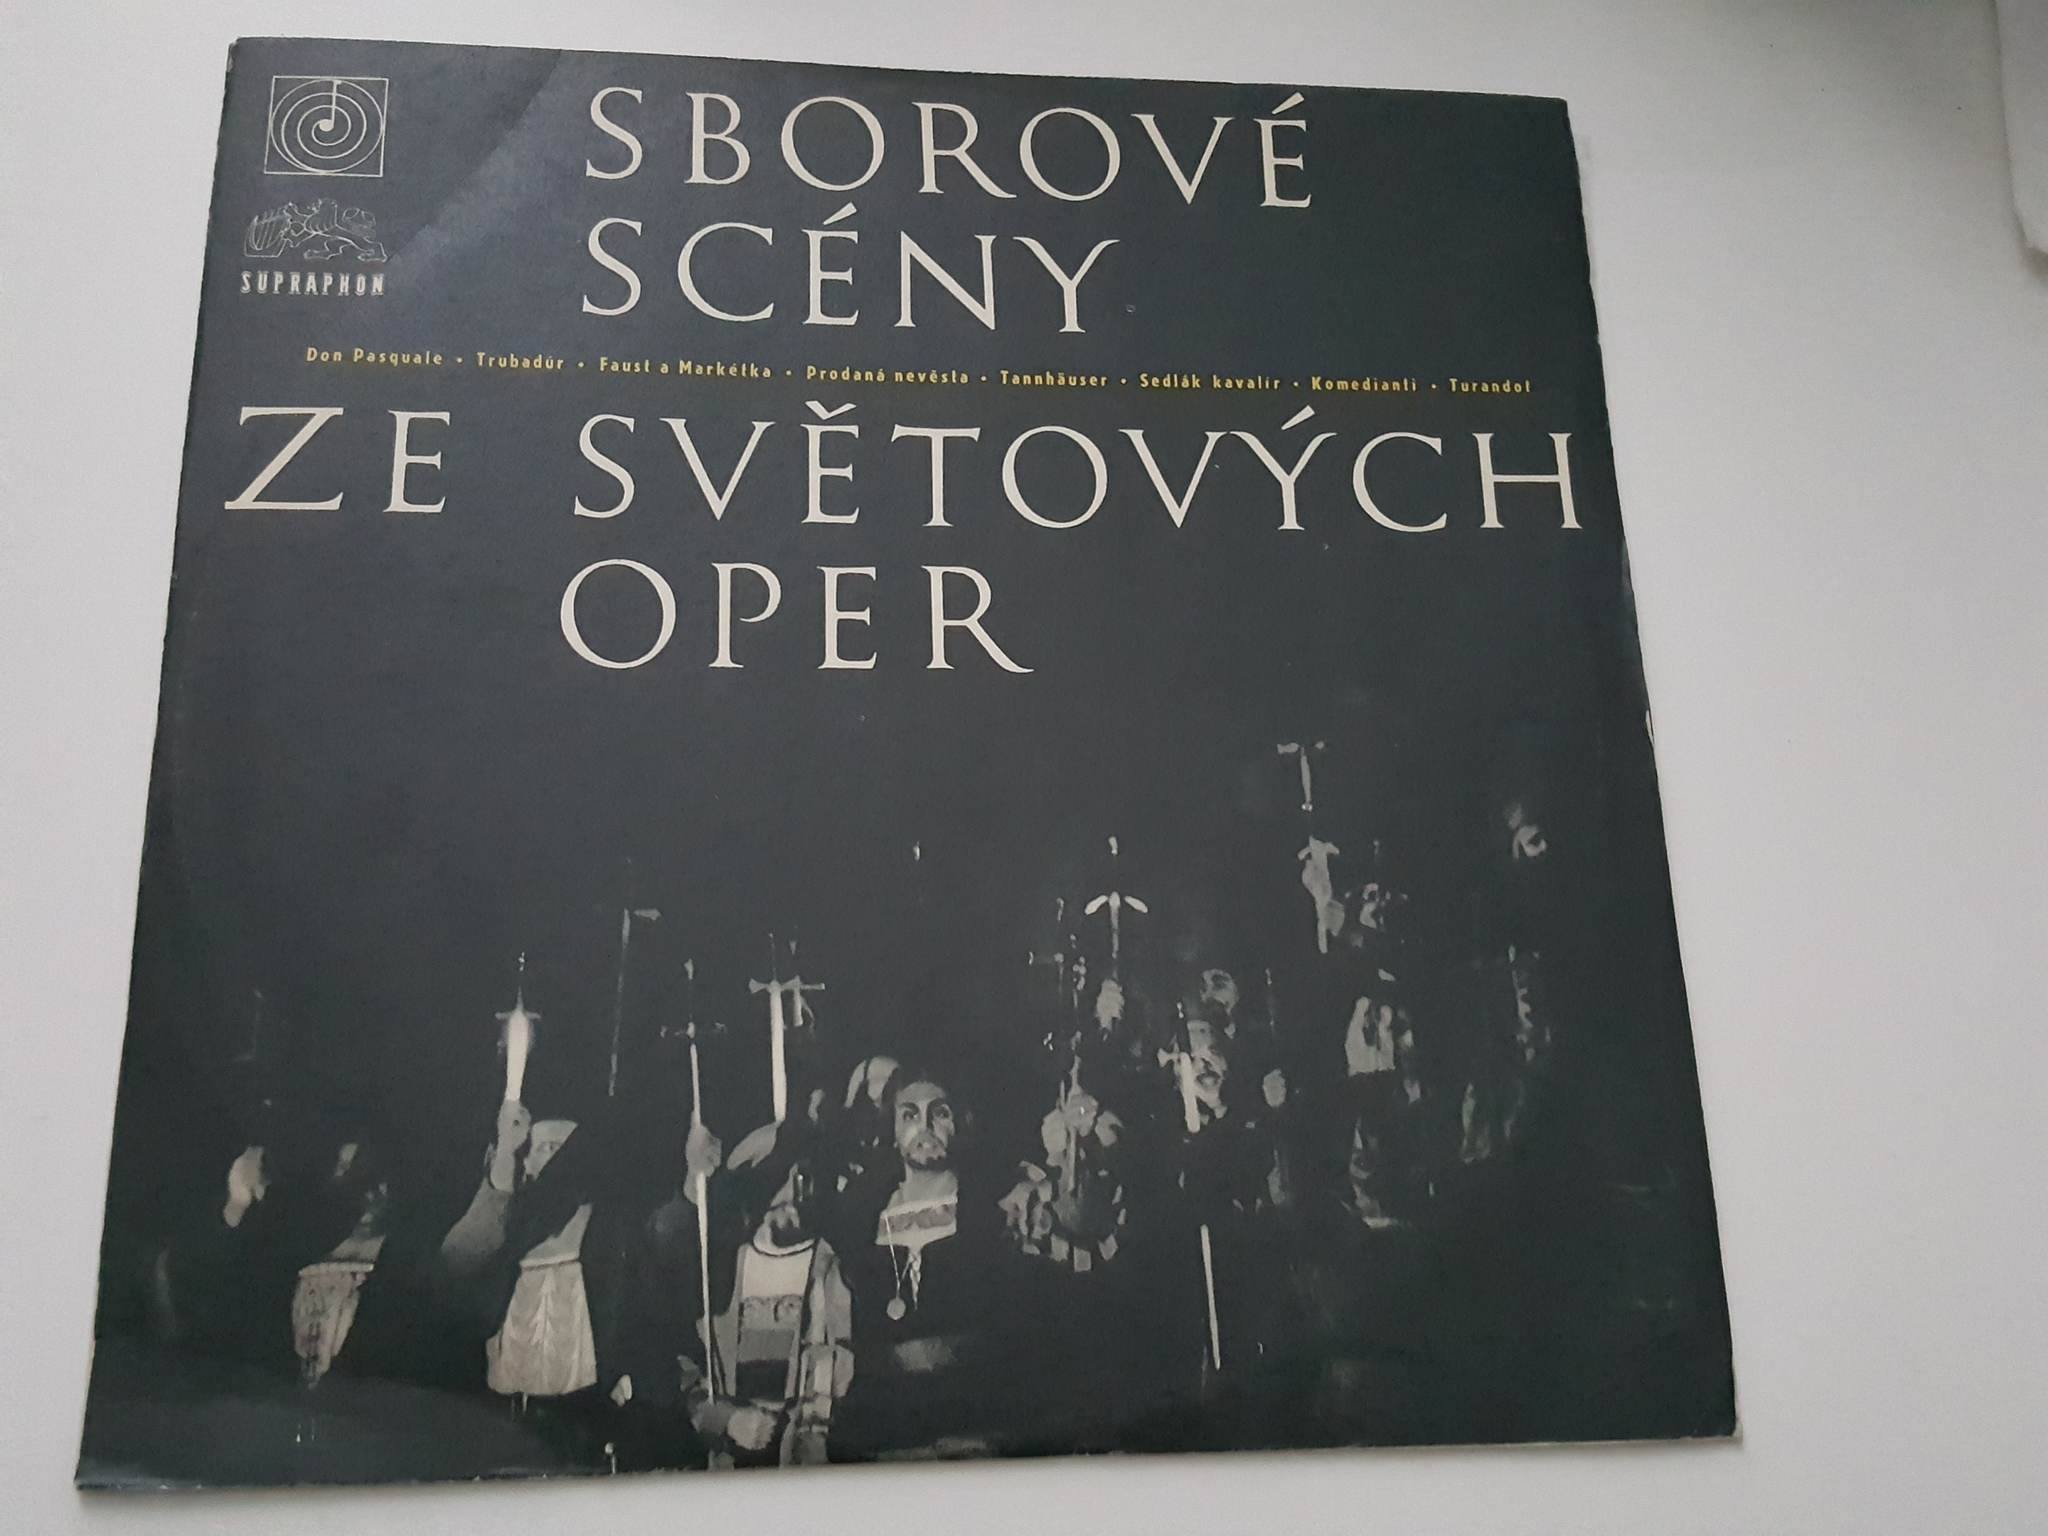 SUPRAPHON
SBOROVÉ
SCÉNY
Don Pasquale • Trubadúr • Faust a Markétka • Prodaná nevěsta • Tannhäuser • Sedlák kavalír • Komedianti • Turandot
ZE SVĚTOVÝCH
OPER